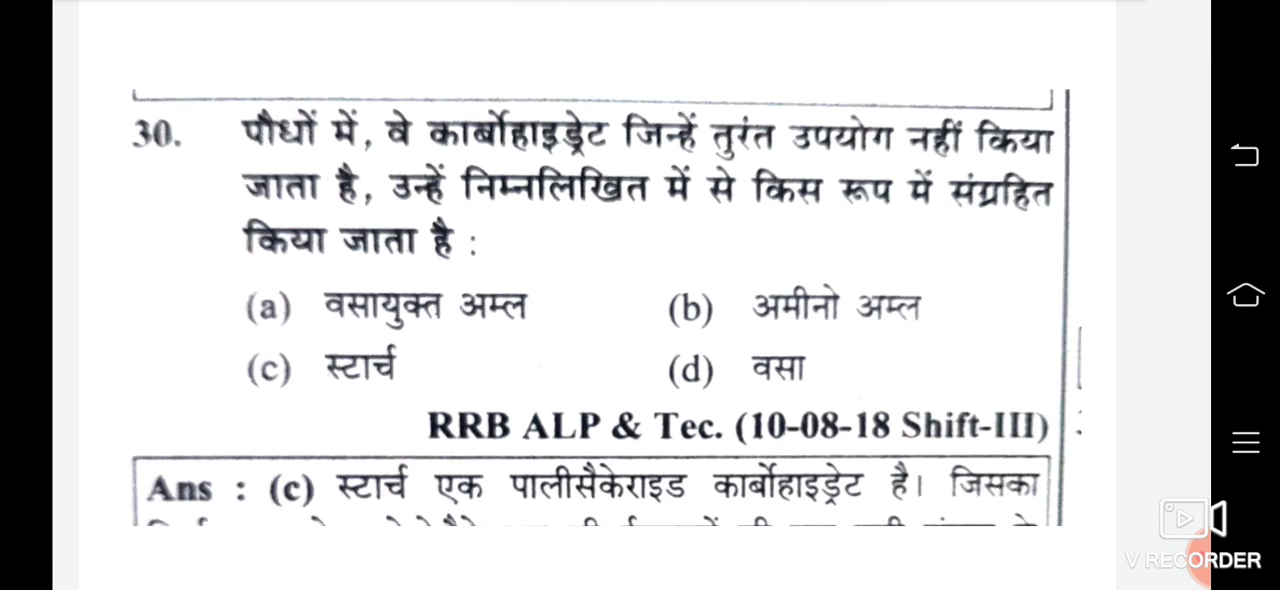 30. पौधों में, वे कार्बोहाइड्रेट जिन्हें तुरंत उपयोग नहीं किया
जाता है, उन्हें निम्नलिखित में से किस रूप में संग्रहित
किया जाता है :
(a) वसायुक्त अम्ल (b) अमीनो अम्ल
(c) स्टार्च (d) वसा
RRB ALP & Tec. (10-08-18 Shift-III)
Ans : (c) स्टार्च एक पालीसैकेराइड कार्बोहाइड्रेट है। जिसका
V RECORDER